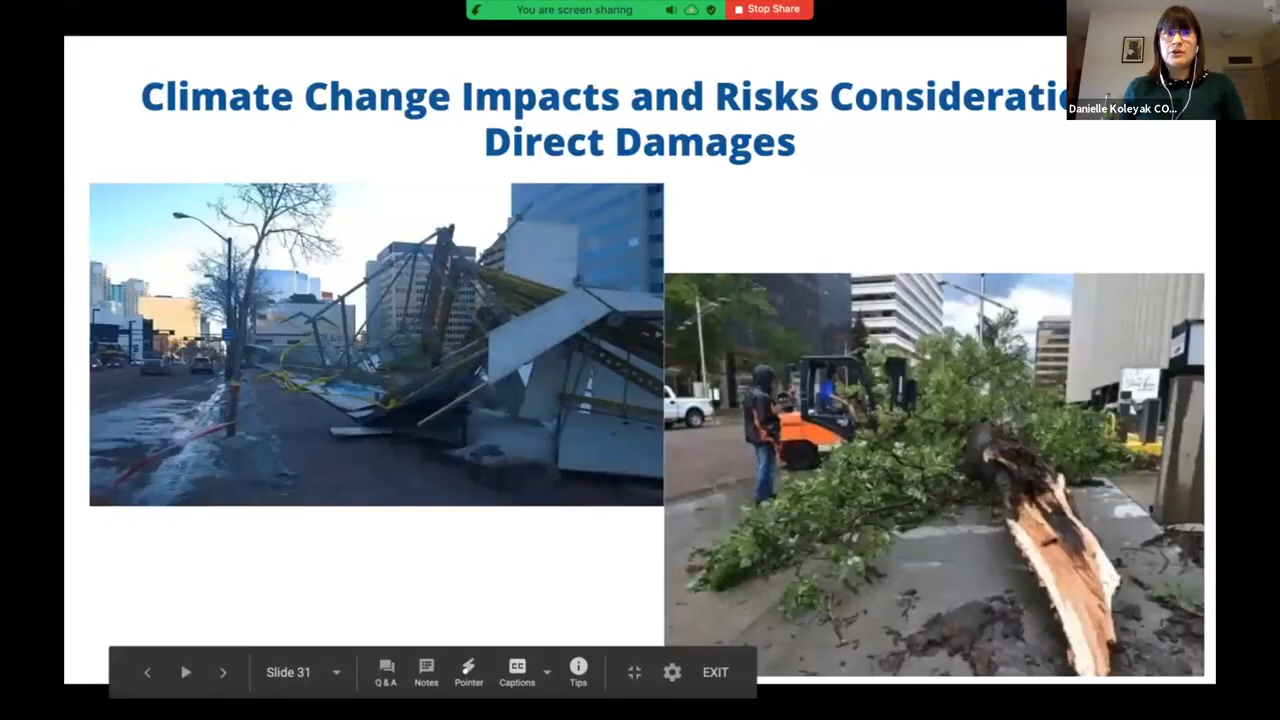 You are screen sharing
Stop Share
Danielle Koleyak CO...
Climate Change Impacts and Risks Consideratio
Direct Damages
Slide 31
Q & A
Notes
Pointer
CC
Captions
Tips
EXIT